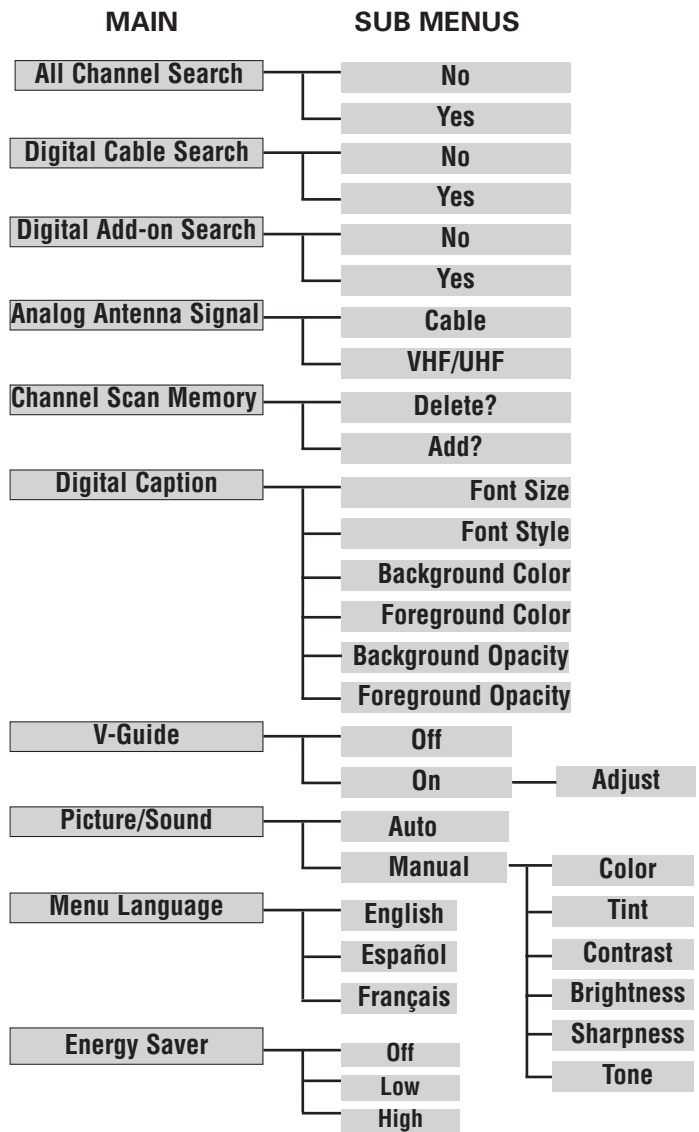 MAIN SUB MENUS
All Channel Search No
Yes
Digital Cable Search No
Yes
Digital Add-on Search No
Yes
Analog Antenna Signal Cable
VHF/UHF
Channel Scan Memory Delete?
Add?
Digital Caption Font Size
Font Style
Background Color
Foreground Color
Background Opacity
Foreground Opacity
V-Guide Off
On Adjust
Picture/Sound Auto
Manual Color
Tint
Contrast
Brightness
Sharpness
Tone
Menu Language English
Español
Français
Energy Saver Off
Low
High